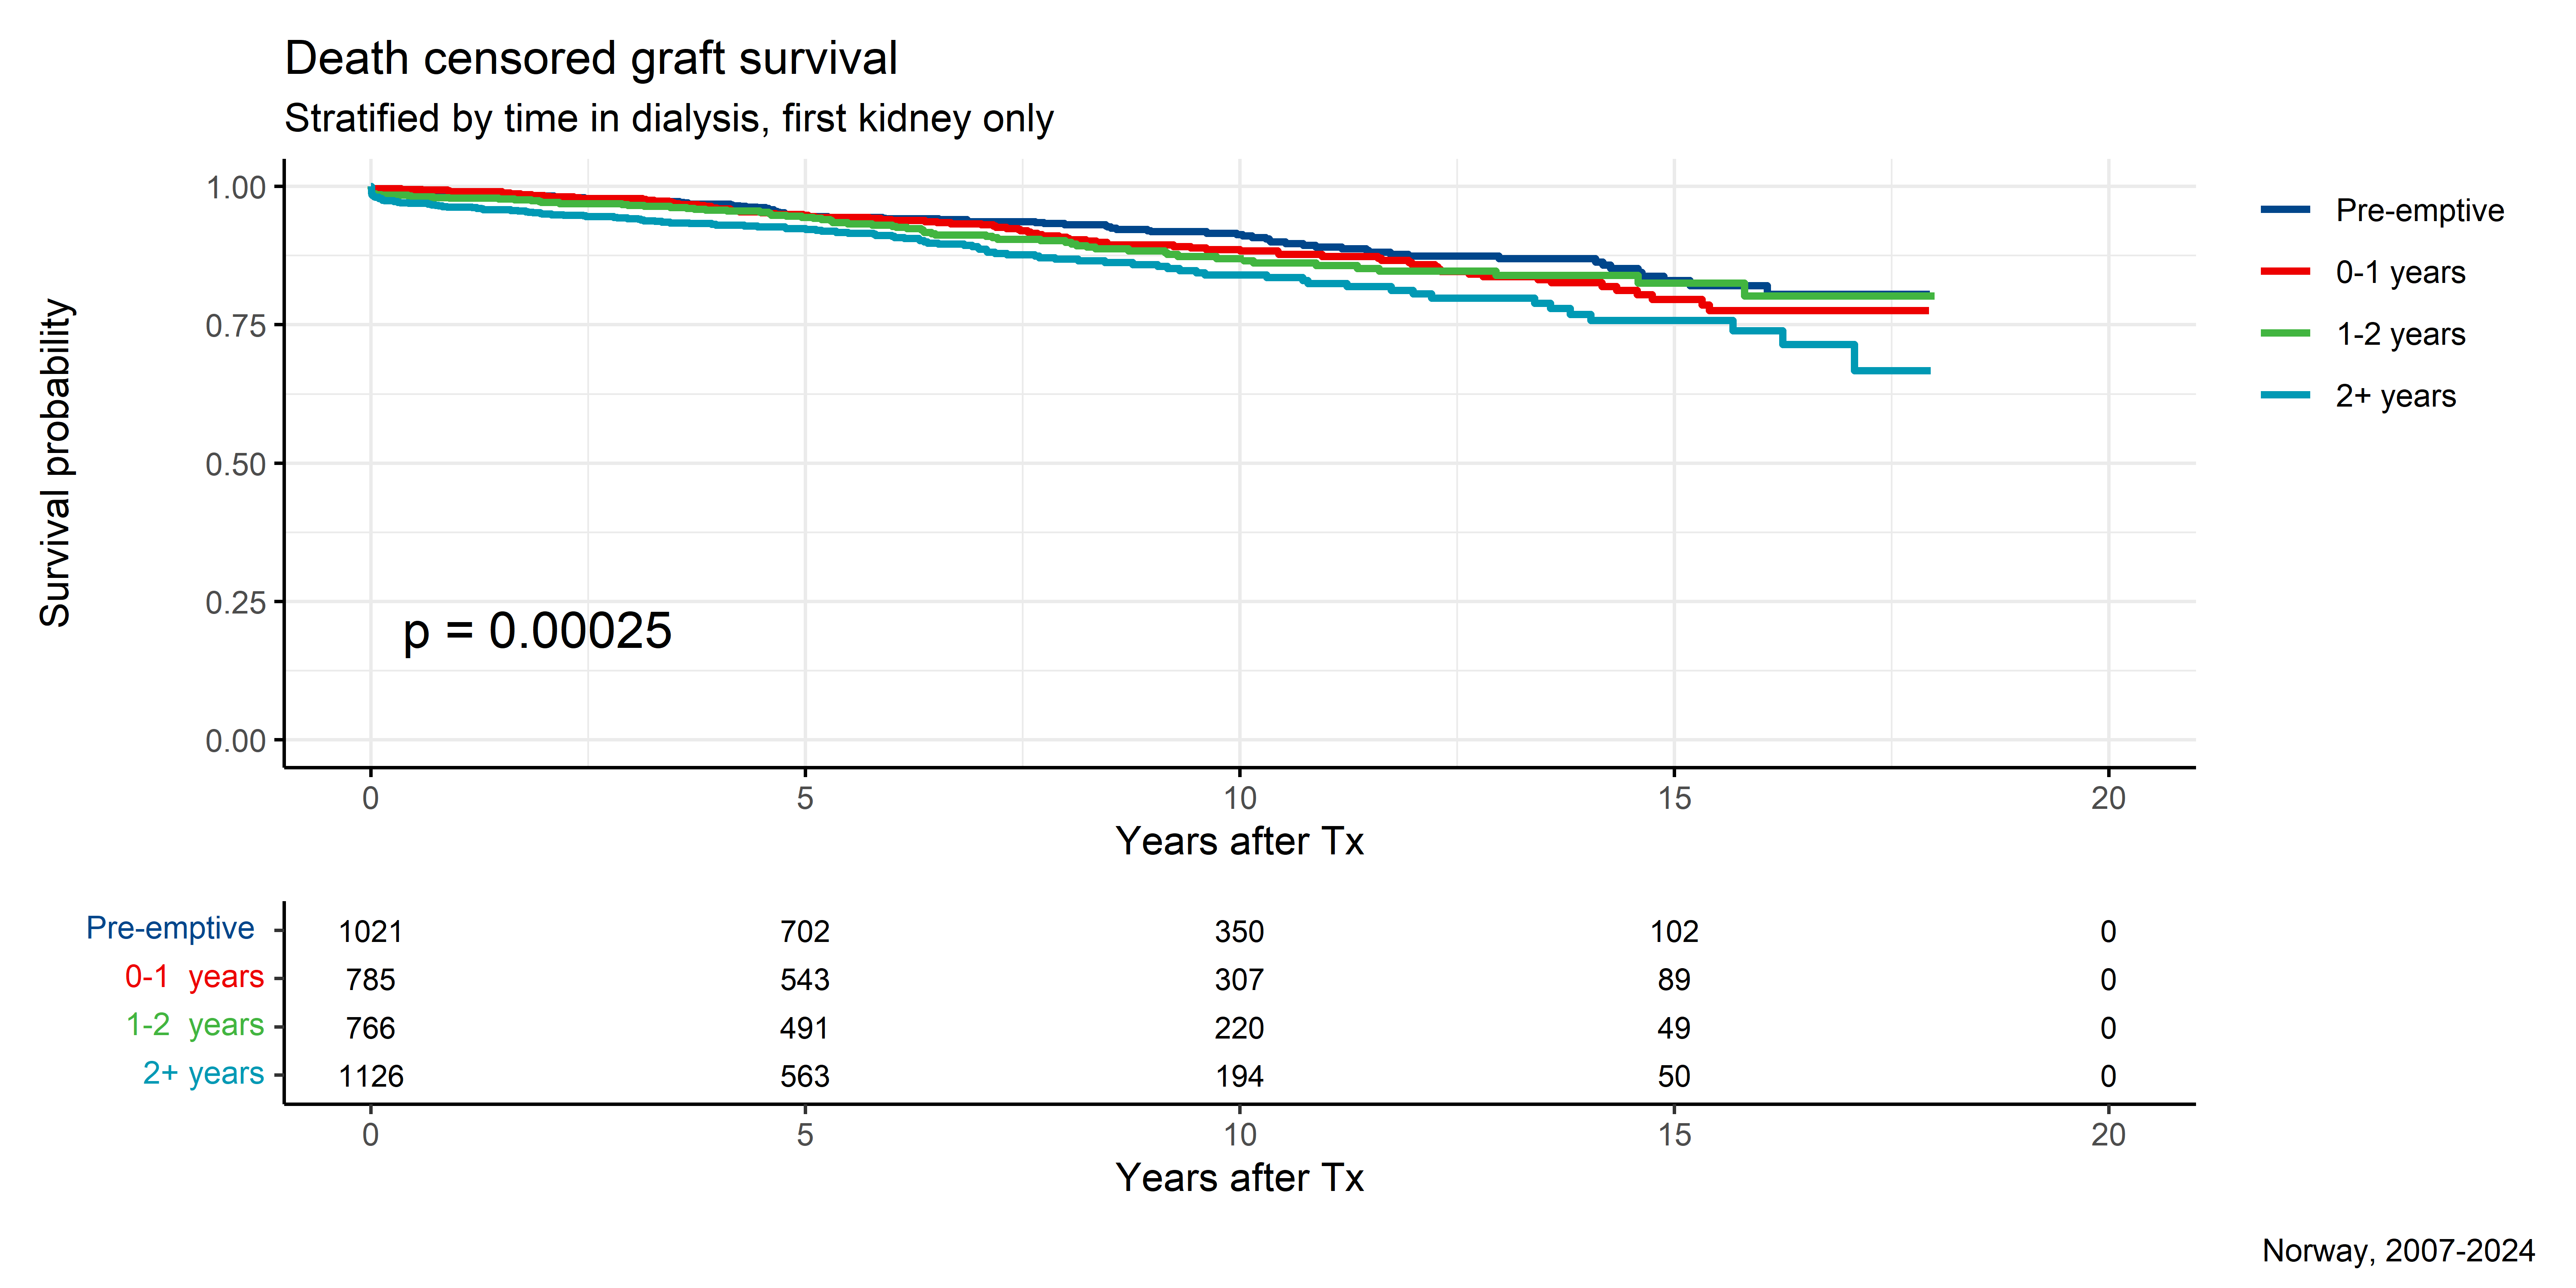 Death censored graft survival
Stratified by time in dialysis, first kidney only
Survival probability
1.00
0.75
0.50
0.25
0.00
p = 0.00025
0 5 10 15 20
Years after Tx
Pre-emptive
0-1 years
1-2 years
2+ years
Pre-emptive 1021 702 350 102 0
0-1 years 785 543 307 89 0
1-2 years 766 491 220 49 0
2+ years 1126 563 194 50 0
0 5 10 15 20
Years after Tx
Norway, 2007-2024